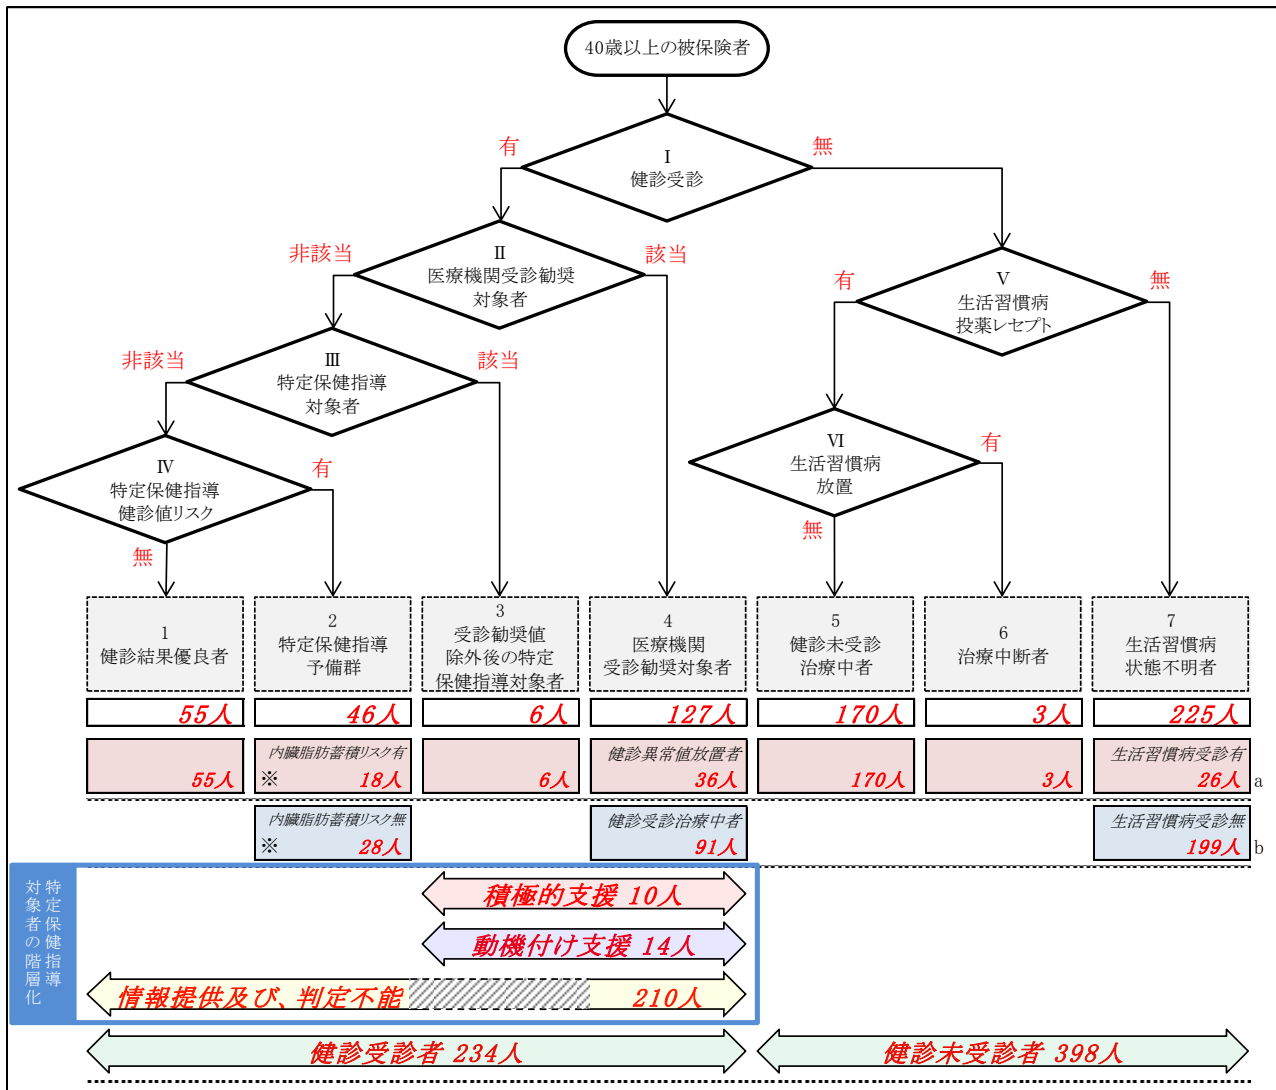 40歳以上の被保険者
有
Ⅰ
健診受診
無
非該当
Ⅱ
医療機関受診勧奨
対象者
該当
有
Ⅴ
生活習慣病
投薬レセプト
無
非該当
Ⅲ
特定保健指導
対象者
該当
Ⅳ
特定保健指導
健診値リスク
有
無
Ⅵ
生活習慣病
放置
有
無
1
健診結果優良者
2
特定保健指導
予備群
3
受診勧奨値
除外後の特定
保健指導対象者
4
医療機関
受診勧奨対象者
5
健診未受診
治療中者
6
治療中断者
7
生活習慣病
状態不明者
55人
46人
6人
127人
170人
3人
225人
55人
内臓脂肪蓄積リスク有
※ 18人
6人
健診異常値放置者
36人
170人
3人
生活習慣病受診有
26人
a
内臓脂肪蓄積リスク無
※ 28人
健診受診治療中者
91人
生活習慣病受診無
199人
b
特定保健指導
対象者の階層化
積極的支援 10人
動機付け支援 14人
情報提供及び、判定不能 210人
健診受診者 234人
健診未受診者 398人